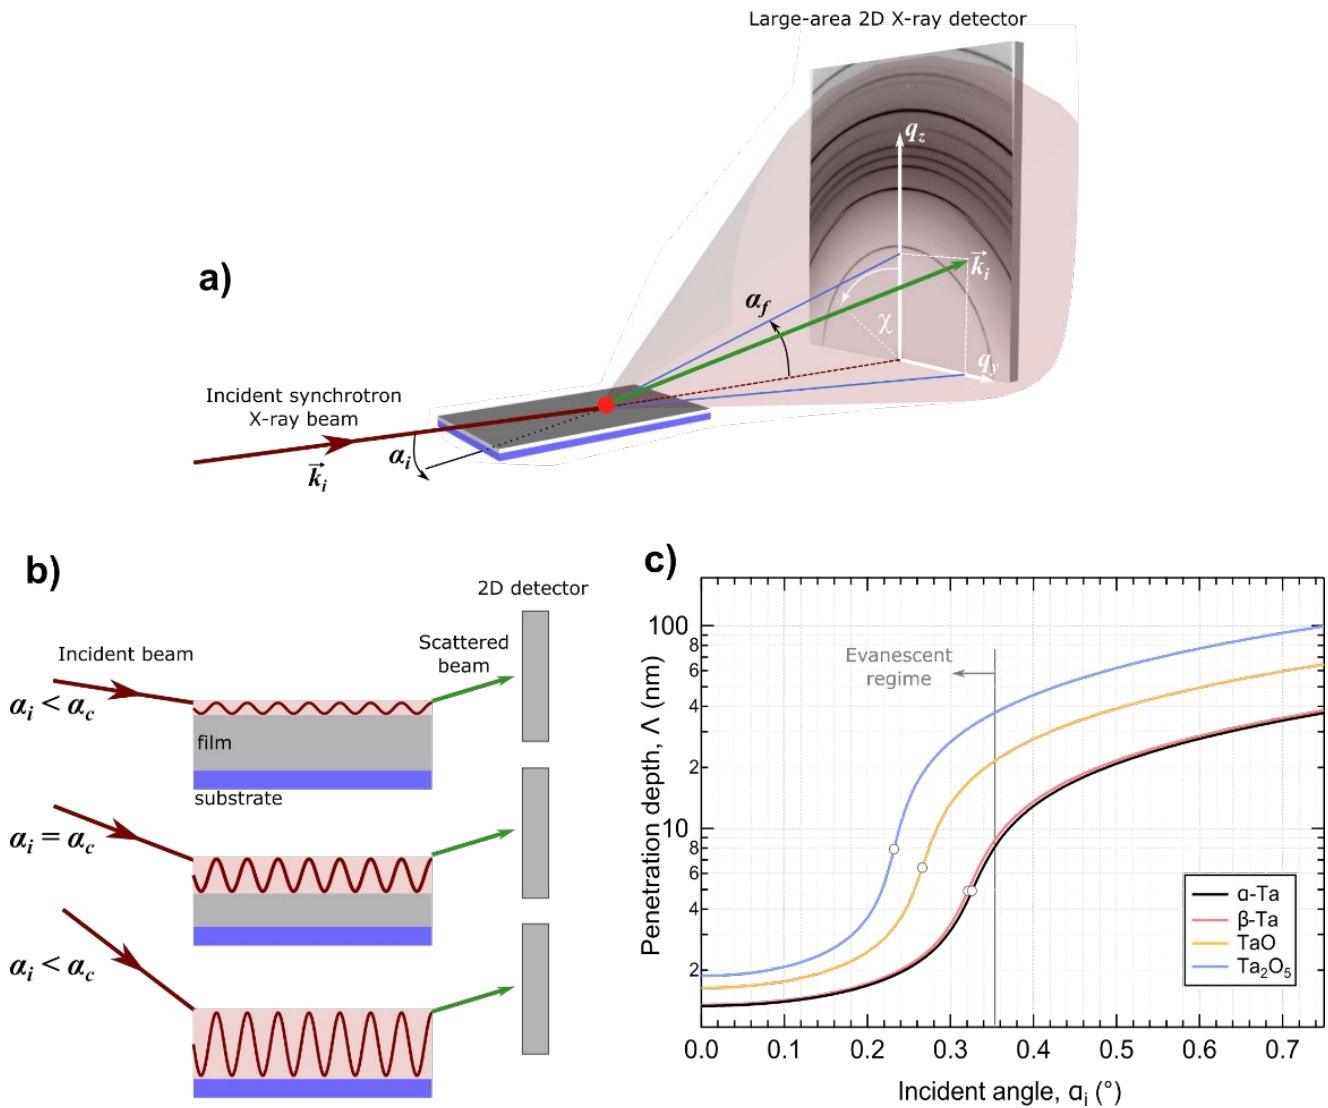 Large-area 2D X-ray detector
a)
q_z
k⃗_i
α_f
χ
q_y
Incident synchrotron
X-ray beam
α_i
k⃗_i
b)
2D detector
Scattered
beam
Incident beam
α_i < α_c
film
substrate
α_i = α_c
α_i < α_c
c)
Penetration depth, Λ (nm)
100
8
6
4
2
10
8
6
4
2
Evanescent
regime
α-Ta
β-Ta
TaO
Ta₂O₅
0.0 0.1 0.2 0.3 0.4 0.5 0.6 0.7
Incident angle, α_i (°)